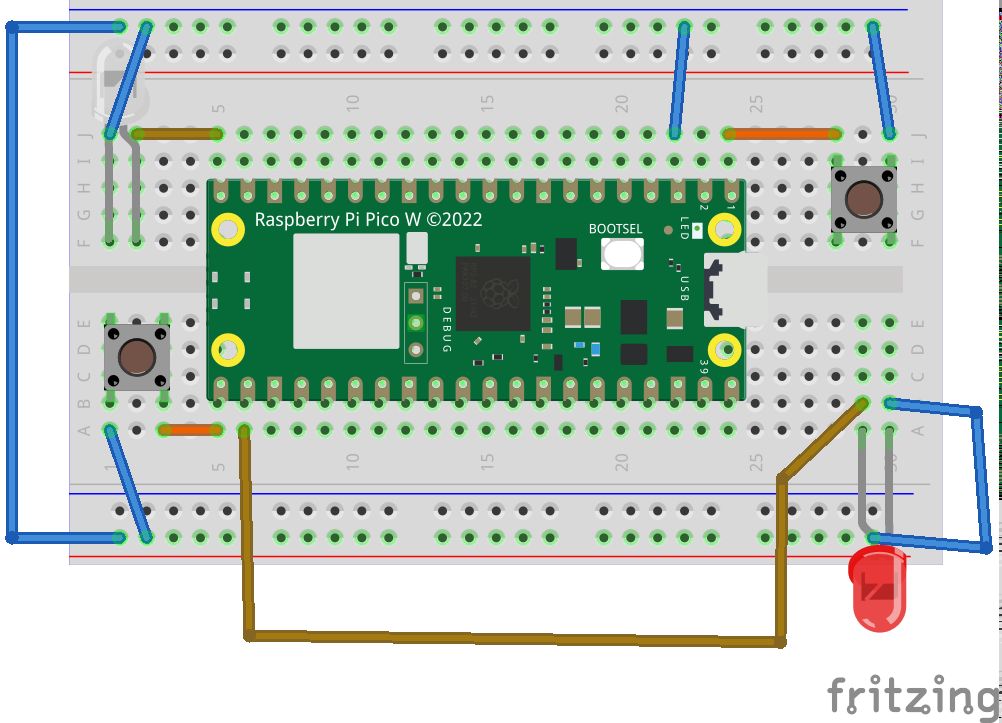 5 10 15 20 25 30
J J
I I
H H
G G
F F
Raspberry Pi Pico W ©2022
BOOTSEL
LED
2
1
USB
DEBUG
39
E E
D D
C C
B B
A A
1 5 10 15 20 25 30
fritzing